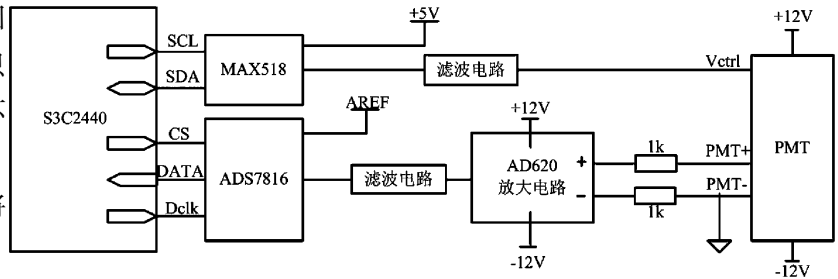 +5V
+12V
SCL
MAX518
滤波电路
Vctrl
SDA
S3C2440
AREF
+12V
CS
PMT
DATA
ADS7816
滤波电路
AD620
放大电路
+
-
1k
PMT+
PMT-
1k
Dclk
-12V
-12V